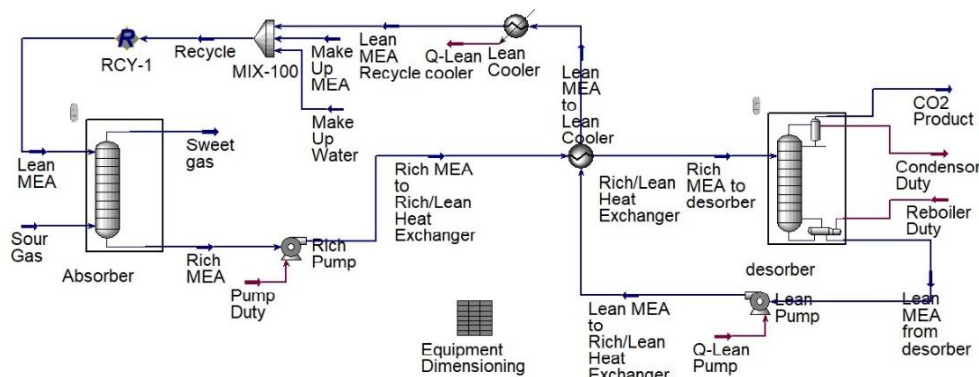 R
RCY-1
Recycle
MIX-100
Make
Up
MEA
Make
Up
Water
Lean
MEA
Recycle
Q-Lean
cooler
Lean
Cooler
Lean MEA
to
Lean
Cooler
CO2
Product
Condensor
Duty
Reboiler
Duty
Lean
MEA
Sweet
gas
Sour
Gas
Absorber
Rich
MEA
Rich Pump
Pump
Duty
Rich MEA
to
Rich/Lean
Heat
Exchanger
Rich/Lean
Heat
Exchanger
Rich
MEA to
desorber
desorber
Equipment
Dimensioning
Lean MEA
to
Rich/Lean
Heat
Exchanger
Lean
Pump
Q-Lean
Pump
Lean
MEA
from
desorber